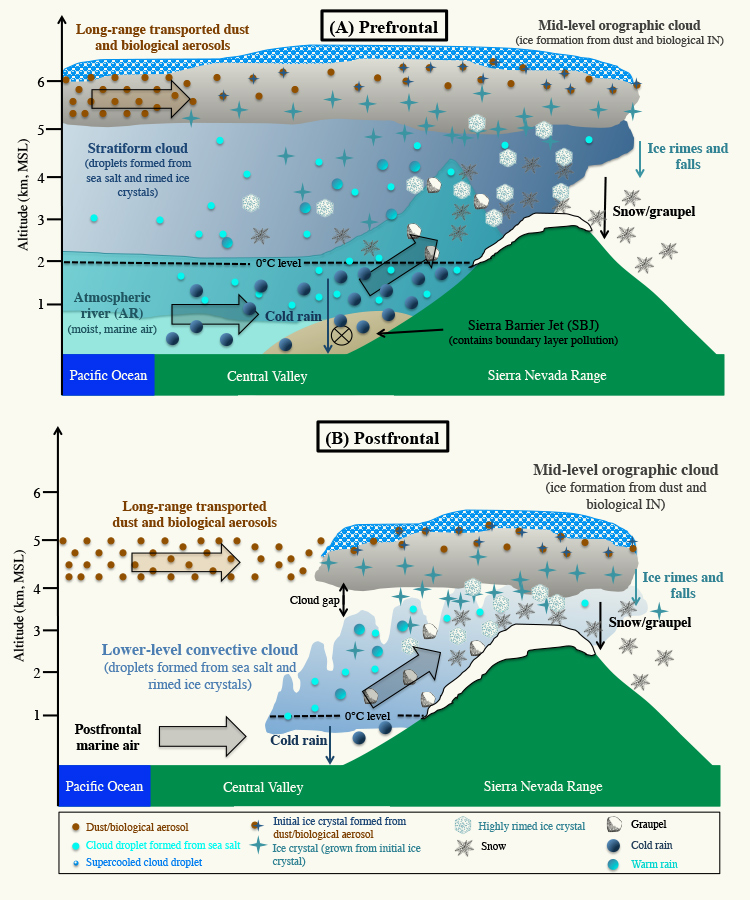 (A) Prefrontal
Long-range transported dust
and biological aerosols
Mid-level orographic cloud
(ice formation from dust and biological IN)
Altitude (km, MSL)
6
5
4
3
2
1
Stratiform cloud
(droplets formed from
sea salt and rimed ice
crystals)
Ice rimes and
falls
Snow/graupel
0°C level
Atmospheric
river (AR)
(moist, marine air)
Cold rain
Sierra Barrier Jet (SBJ)
(contains boundary layer pollution)
Pacific Ocean
Central Valley
Sierra Nevada Range
(B) Postfrontal
Mid-level orographic cloud
(ice formation from dust and
biological IN)
Long-range transported
dust and biological aerosols
Altitude (km, MSL)
6
5
4
3
2
1
Cloud gap
Ice rimes and
falls
Snow/graupel
Lower-level convective cloud
(droplets formed from sea salt and
rimed ice crystals)
0°C level
Postfrontal
marine air
Cold rain
Pacific Ocean
Central Valley
Sierra Nevada Range
Dust/biological aerosol
Cloud droplet formed from sea salt
Supercooled cloud droplet
Initial ice crystal formed from
dust/biological aerosol
Ice crystal (grown from initial ice
crystal)
Highly rimed ice crystal
Snow
Graupel
Cold rain
Warm rain